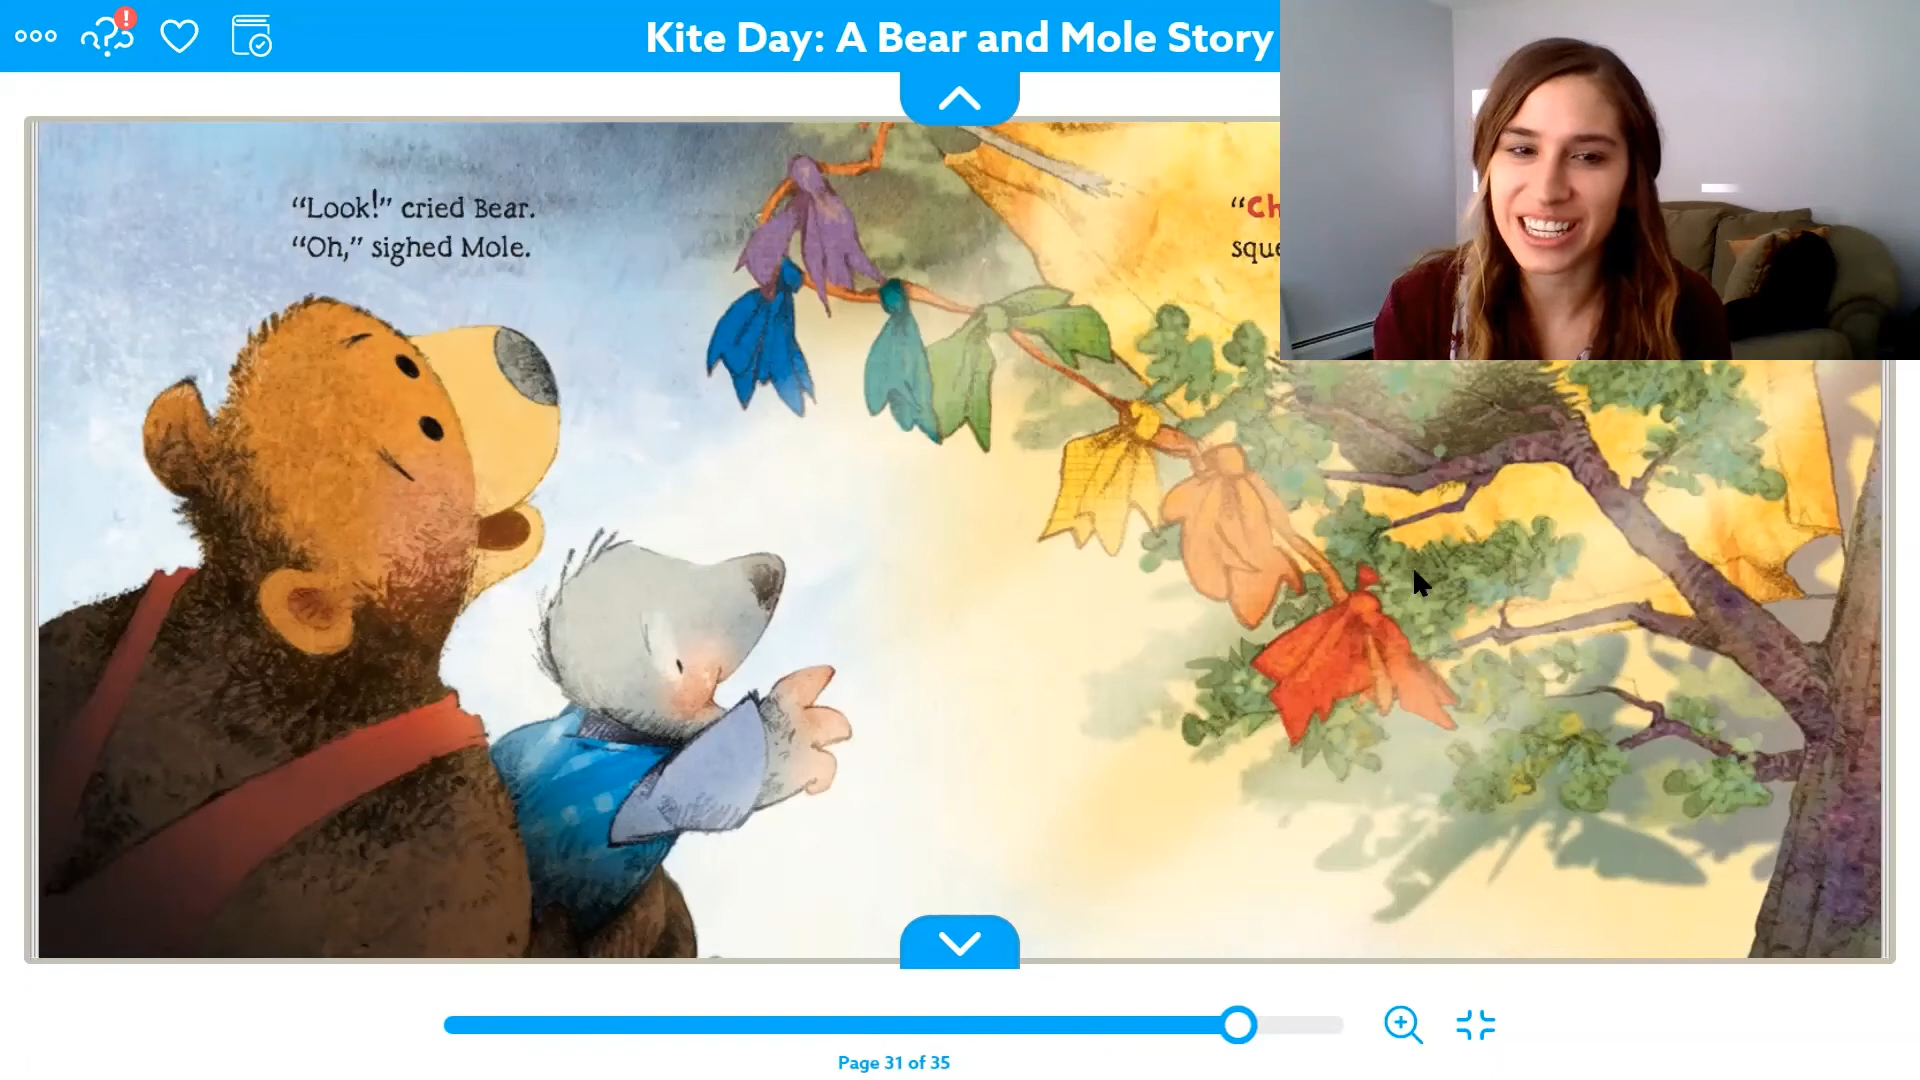 Kite Day: A Bear and Mole Story
“Look!” cried Bear.
“Oh,” sighed Mole.
Page 31 of 35